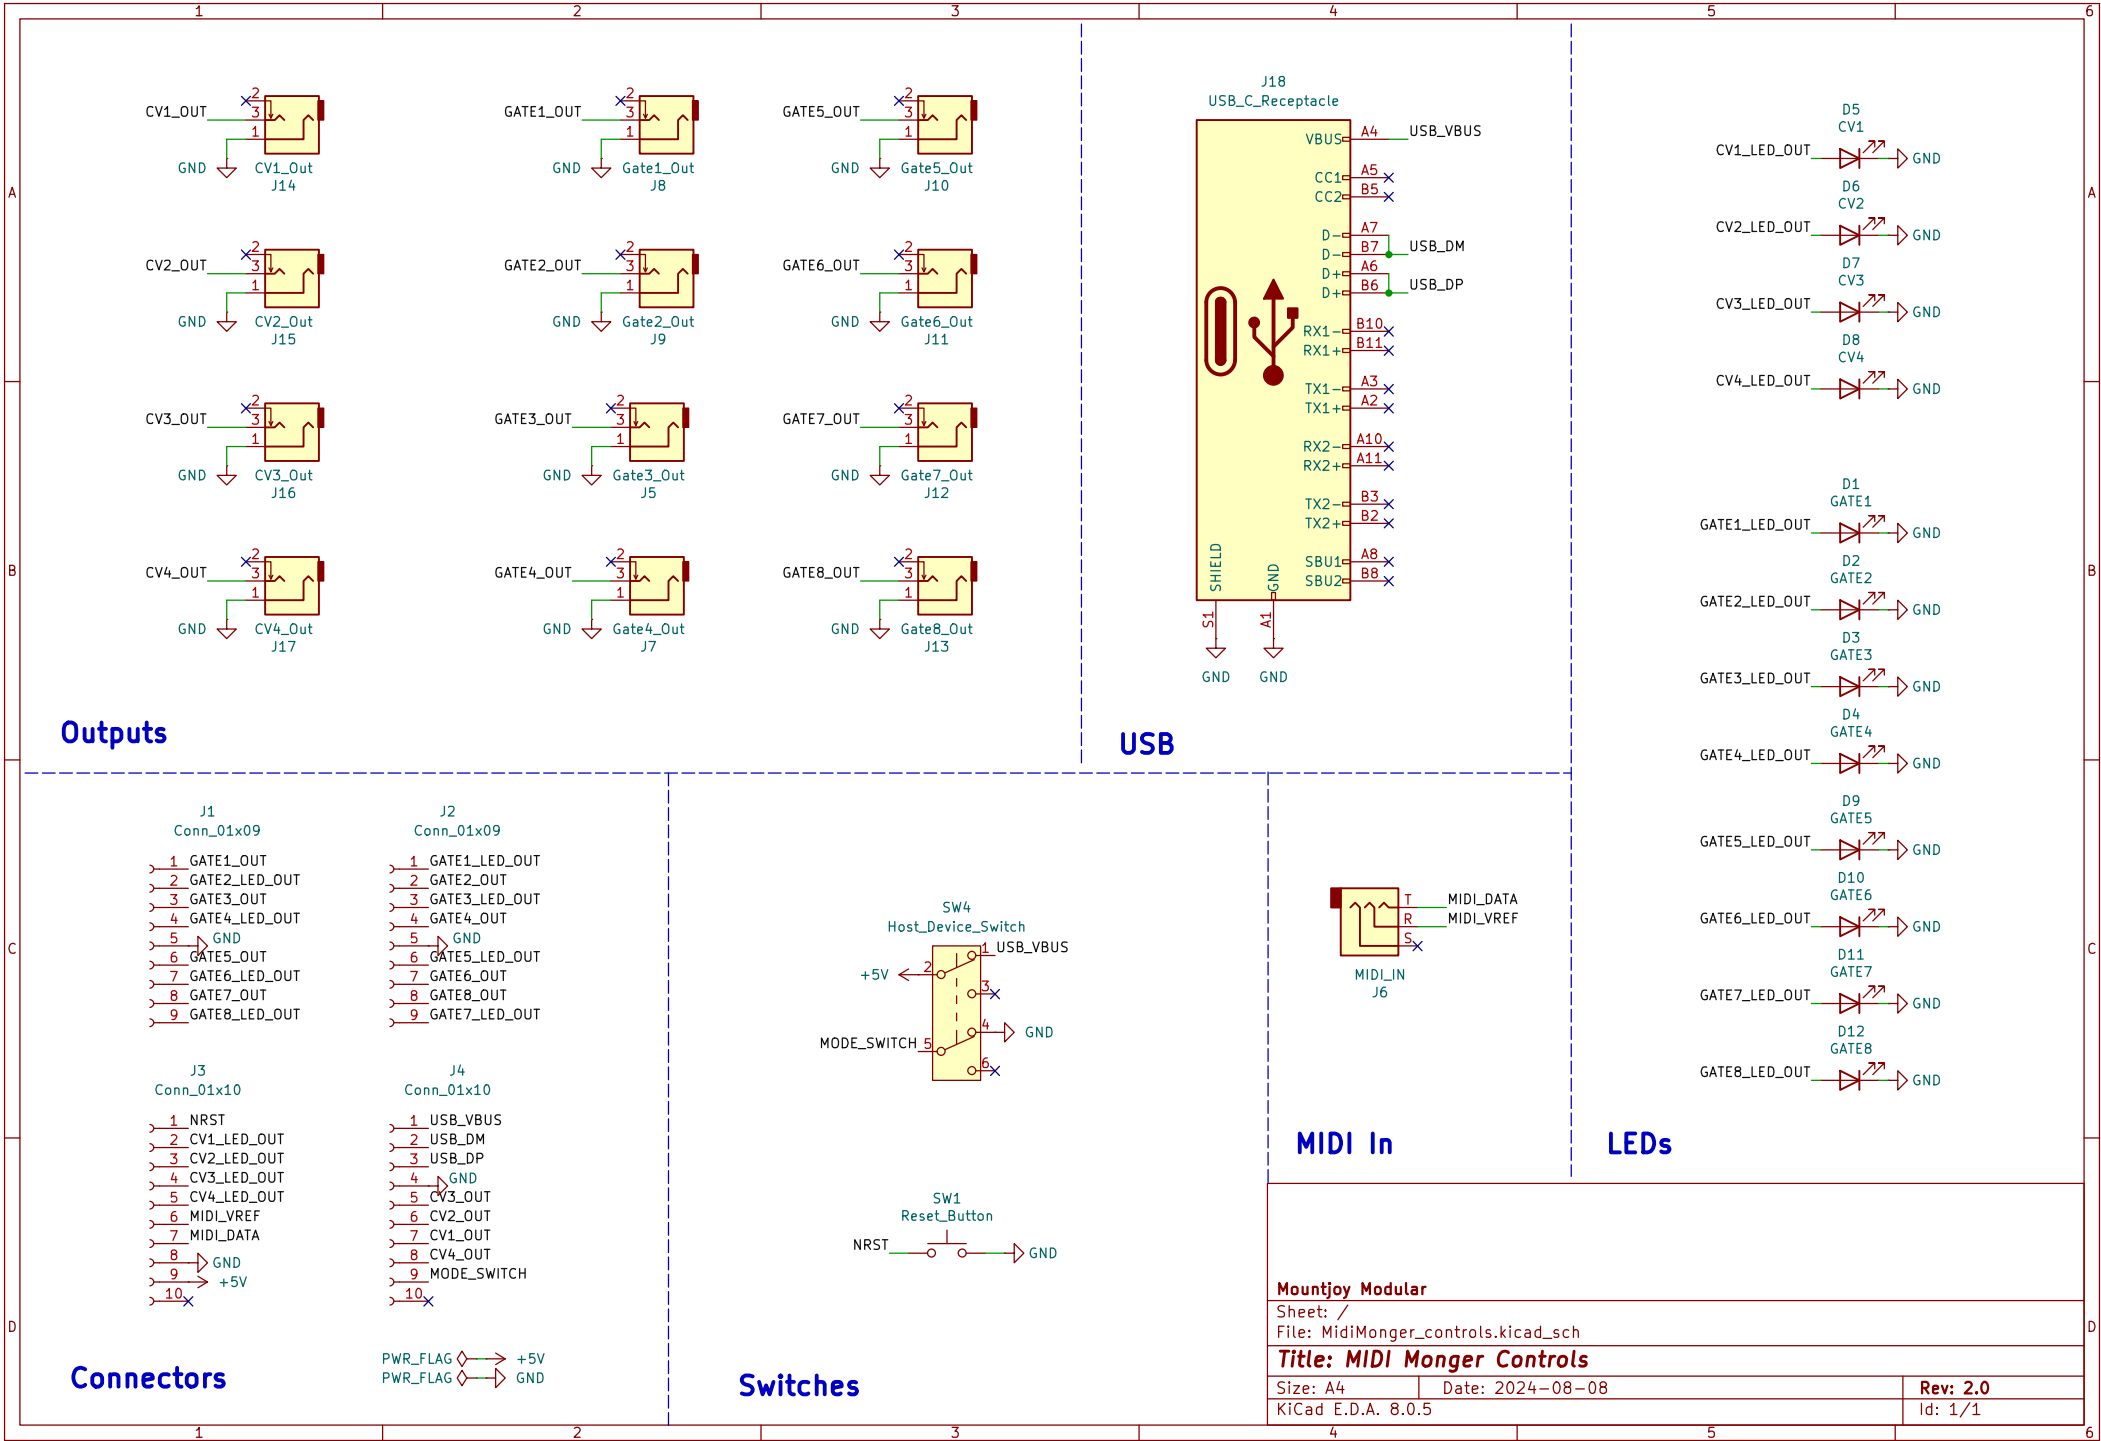 1 2 3 4 5 6
A
B
C
D
CV1_OUT
2
3
1
GND
CV1_Out
J14
GATE1_OUT
2
3
1
GND
Gate1_Out
J8
GATE5_OUT
2
3
1
GND
Gate5_Out
J10
CV2_OUT
2
3
1
GND
CV2_Out
J15
GATE2_OUT
2
3
1
GND
Gate2_Out
J9
GATE6_OUT
2
3
1
GND
Gate6_Out
J11
CV3_OUT
2
3
1
GND
CV3_Out
J16
GATE3_OUT
2
3
1
GND
Gate3_Out
J5
GATE7_OUT
2
3
1
GND
Gate7_Out
J12
CV4_OUT
2
3
1
GND
CV4_Out
J17
GATE4_OUT
2
3
1
GND
Gate4_Out
J7
GATE8_OUT
2
3
1
GND
Gate8_Out
J13
Outputs
J18
USB_C_Receptacle
VBUS A4 USB_VBUS
CC1 A5
CC2 B5
D- A7
D- B7 USB_DM
D+ A6
D+ B6 USB_DP
RX1- B10
RX1+ B11
TX1- A3
TX1+ A2
RX2- A10
RX2+ A11
TX2- B3
TX2+ B2
SBU1 A8
SBU2 B8
SHIELD GND
S1 A1
GND GND
USB
D5
CV1
CV1_LED_OUT GND
D6
CV2
CV2_LED_OUT GND
D7
CV3
CV3_LED_OUT GND
D8
CV4
CV4_LED_OUT GND
D1
GATE1
GATE1_LED_OUT GND
D2
GATE2
GATE2_LED_OUT GND
D3
GATE3
GATE3_LED_OUT GND
D4
GATE4
GATE4_LED_OUT GND
D9
GATE5
GATE5_LED_OUT GND
D10
GATE6
GATE6_LED_OUT GND
D11
GATE7
GATE7_LED_OUT GND
D12
GATE8
GATE8_LED_OUT GND
LEDs
J1
Conn_01x09
1 GATE1_OUT
2 GATE2_LED_OUT
3 GATE3_OUT
4 GATE4_LED_OUT
5 GND
6 GATE5_OUT
7 GATE6_LED_OUT
8 GATE7_OUT
9 GATE8_LED_OUT
J2
Conn_01x09
1 GATE1_LED_OUT
2 GATE2_OUT
3 GATE3_LED_OUT
4 GATE4_OUT
5 GND
6 GATE5_LED_OUT
7 GATE6_OUT
8 GATE8_OUT
9 GATE7_LED_OUT
J3
Conn_01x10
1 NRST
2 CV1_LED_OUT
3 CV2_LED_OUT
4 CV3_LED_OUT
5 CV4_LED_OUT
6 MIDI_VREF
7 MIDI_DATA
8 GND
9 +5V
10
J4
Conn_01x10
1 USB_VBUS
2 USB_DM
3 USB_DP
4 GND
5 CV3_OUT
6 CV2_OUT
7 CV1_OUT
8 CV4_OUT
9 MODE_SWITCH
10
PWR_FLAG +5V
PWR_FLAG GND
Connectors
SW4
Host_Device_Switch
1 USB_VBUS
+5V 2
3
4 GND
MODE_SWITCH 5
6
SW1
Reset_Button
NRST GND
Switches
T MIDI_DATA
R MIDI_VREF
S
MIDI_IN
J6
MIDI In
Mountjoy Modular
Sheet: /
File: MidiMonger_controls.kicad_sch
Title: MIDI Monger Controls
Size: A4 Date: 2024-08-08 Rev: 2.0
KiCad E.D.A. 8.0.5 Id: 1/1
A
B
C
D
1 2 3 4 5 6